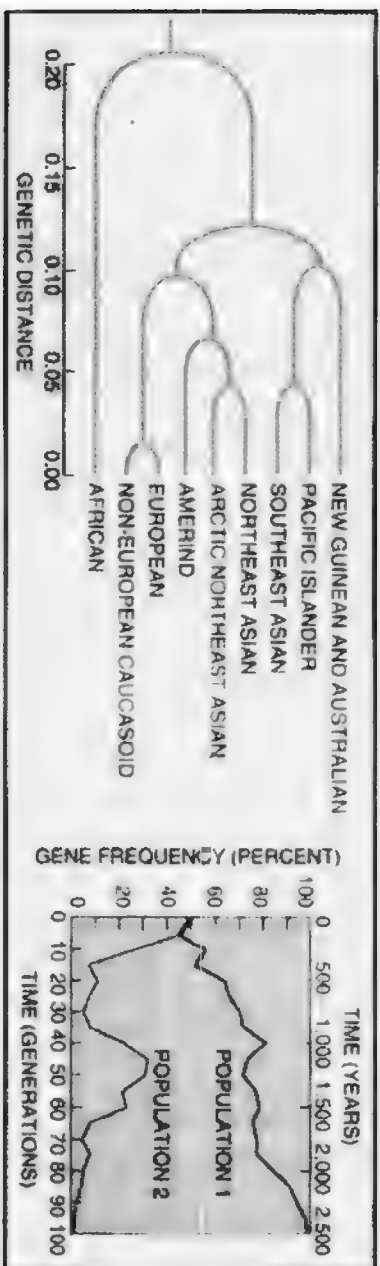 NEW GUINEAN AND AUSTRALIAN
PACIFIC ISLANDER
SOUTHEAST ASIAN
NORTHEAST ASIAN
ARCTIC NORTHEAST ASIAN
AMERIND
EUROPEAN
NON-EUROPEAN CAUCASOID
AFRICAN
0.20 0.15 0.10 0.05 0.00
GENETIC DISTANCE
TIME (YEARS)
0 500 1.000 1.500 2.000 2.500
GENE FREQUENCY (PERCENT)
100
80
60
40
20
0
POPULATION 1
POPULATION 2
0 10 20 30 40 50 60 70 80 90 100
TIME (GENERATIONS)